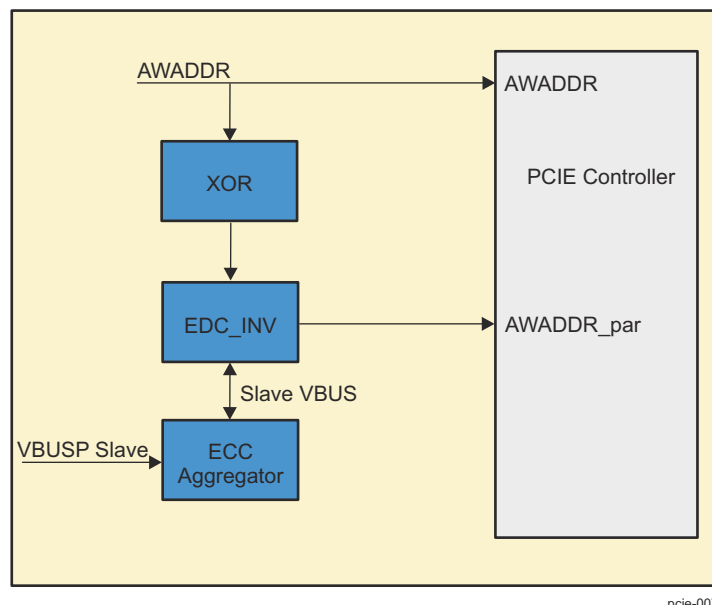 AWADDR
AWADDR
XOR
PCIE Controller
EDC_INV
AWADDR_par
Slave VBUS
VBUSP Slave
ECC
Aggregator